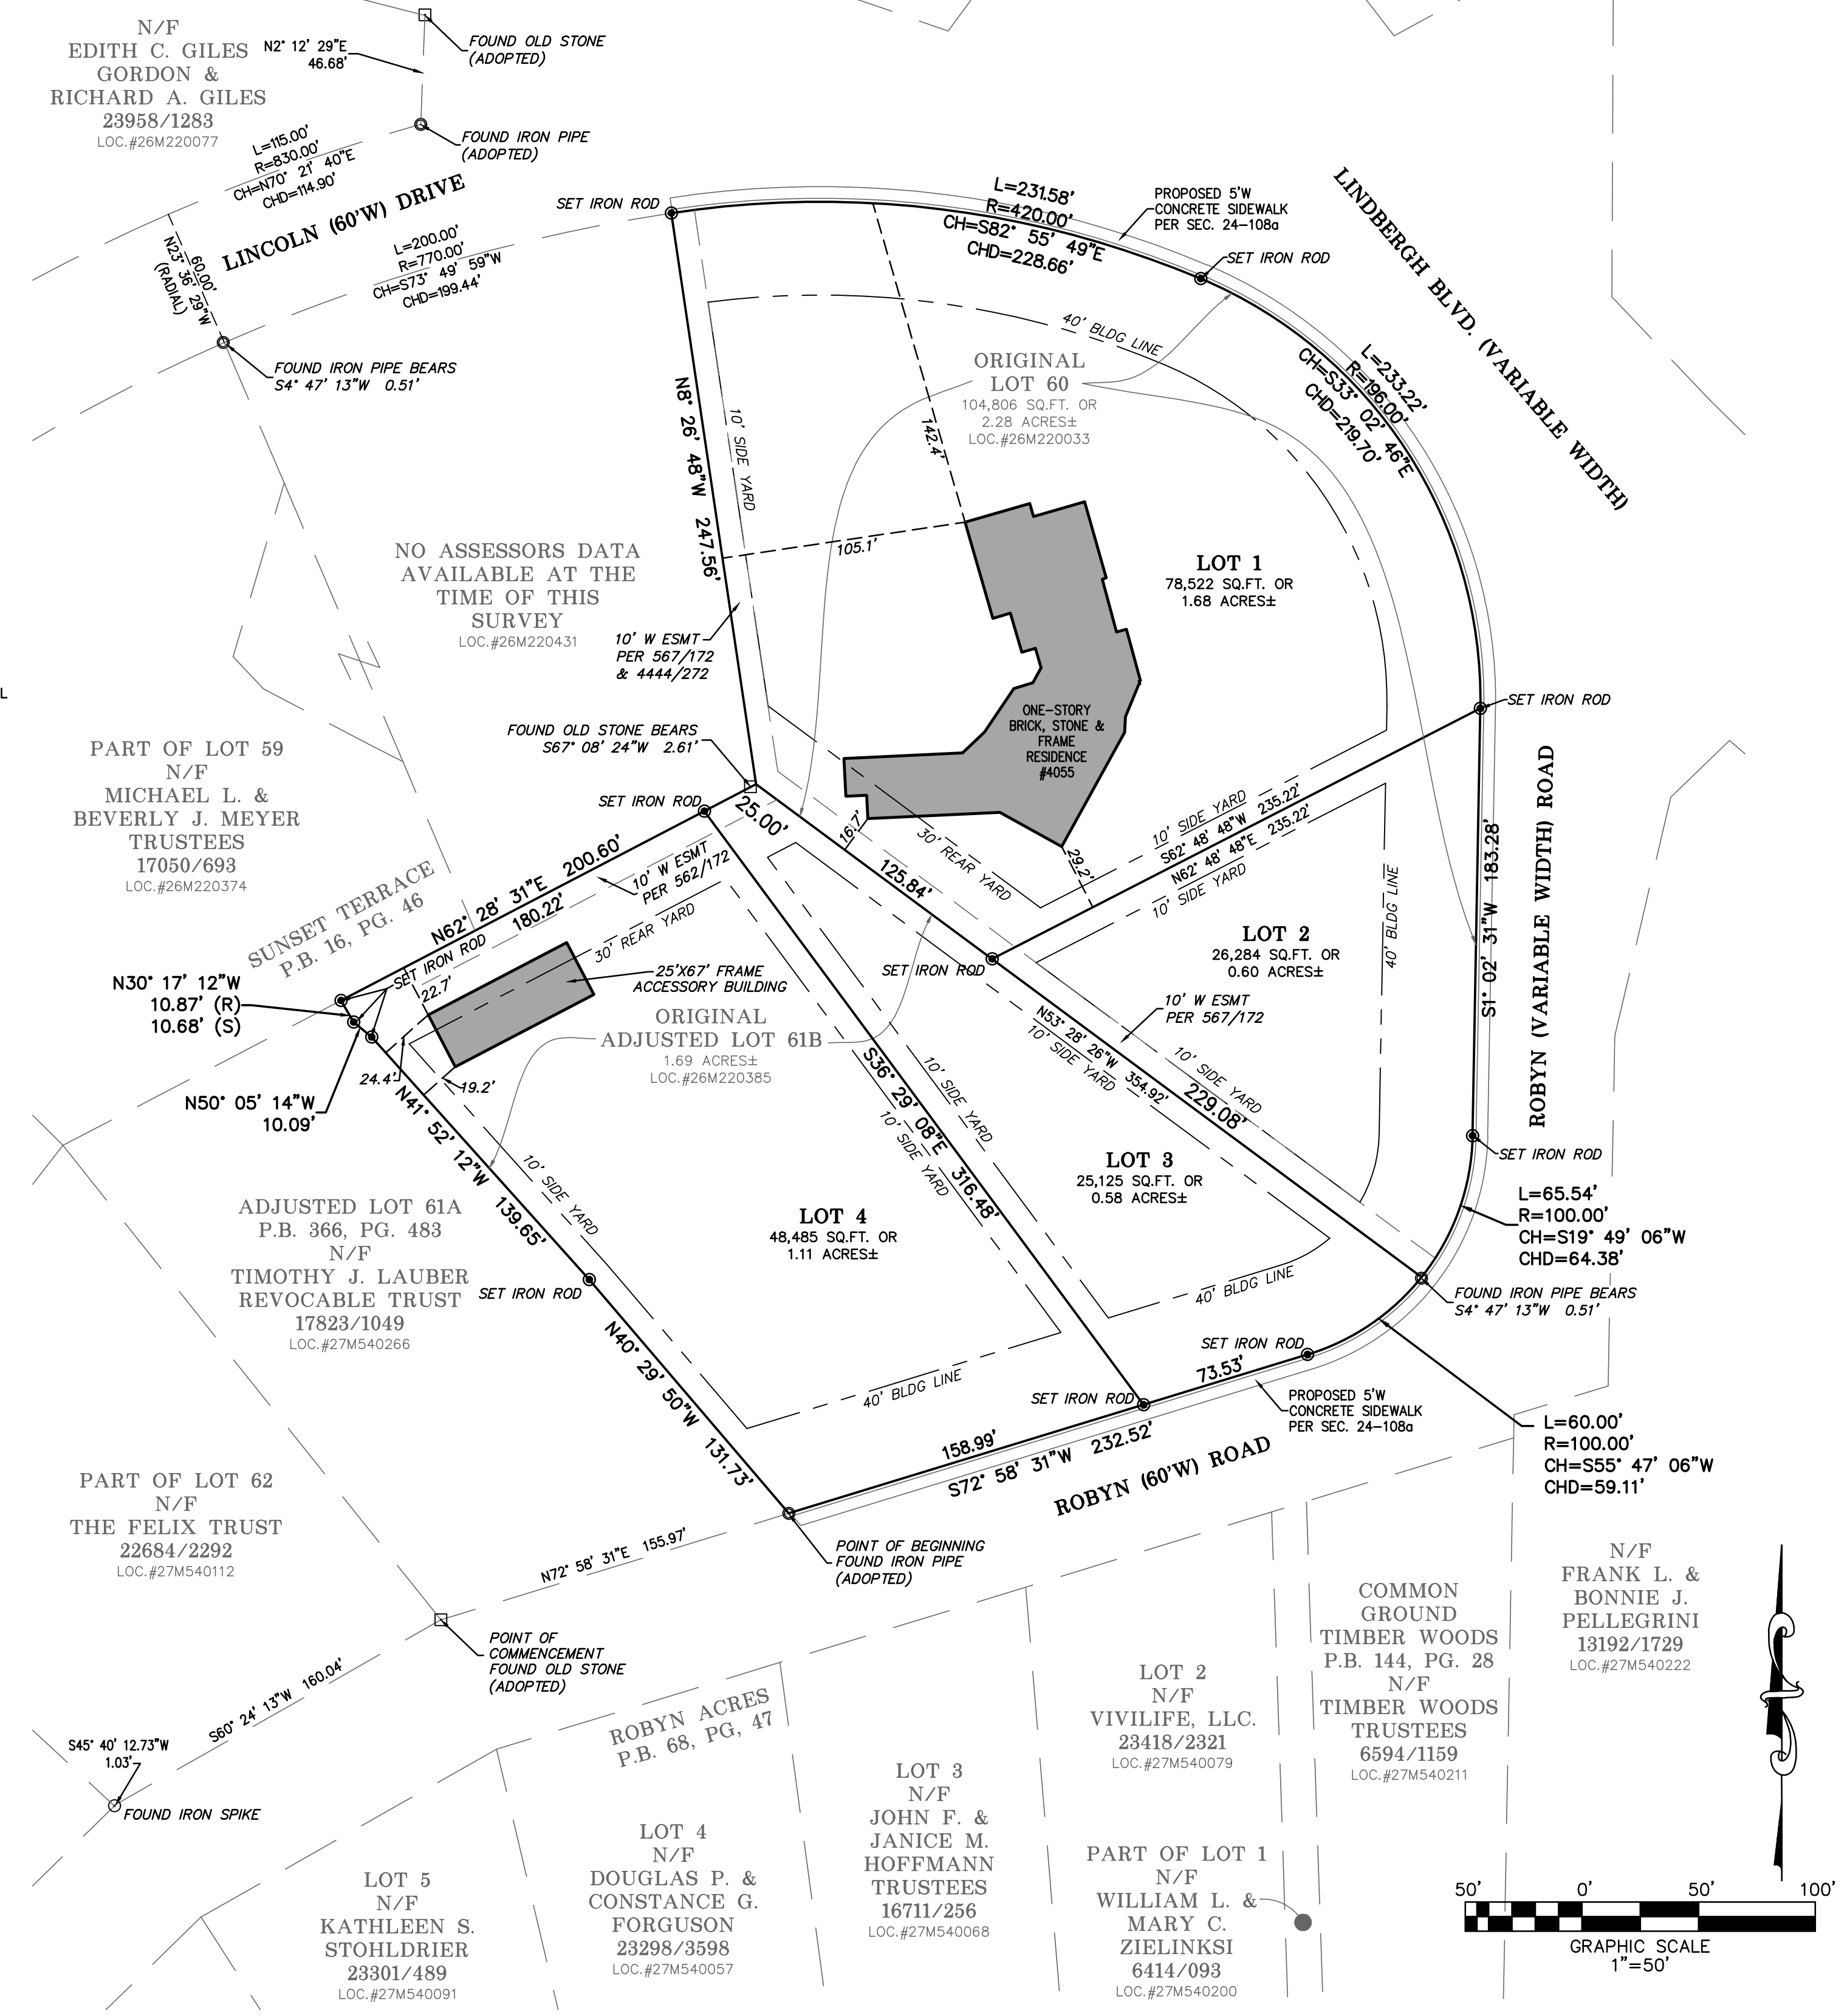 N/F
EDITH C. GILES
GORDON &
RICHARD A. GILES
23958/1283
LOC.#26M220077
N2° 12' 29"E
46.68'
FOUND OLD STONE
(ADOPTED)
FOUND IRON PIPE
(ADOPTED)
L=115.00'
R=830.00'
CH=N70° 21' 40"E
CHD=114.90'
LINCOLN (60'W) DRIVE
L=200.00'
R=770.00'
CH=S73° 49' 59"W
CHD=199.44'
60.00'
N23° 36' 29"W
(RADIAL)
FOUND IRON PIPE BEARS
S4° 47' 13"W 0.51'
SET IRON ROD
L=231.58'
R=420.00'
CH=S82° 55' 49"E
CHD=228.66'
PROPOSED 5'W
CONCRETE SIDEWALK
PER SEC. 24-108a
SET IRON ROD
LINDBERGH BLVD. (VARIABLE WIDTH)
L=233.22'
R=196.00'
CH=S33° 02' 46"E
CHD=219.70'
40' BLDG LINE
ORIGINAL
LOT 60
104,806 SQ.FT. OR
2.28 ACRES±
LOC.#26M220033
N8° 26' 48"W 247.56'
10' SIDE YARD
142.4'
105.1'
NO ASSESSORS DATA
AVAILABLE AT THE
TIME OF THIS
SURVEY
LOC.#26M220431
LOT 1
78,522 SQ.FT. OR
1.68 ACRES±
10' W ESMT
PER 567/172
& 4444/272
L
FOUND OLD STONE BEARS
S67° 08' 24"W 2.61'
ONE-STORY
BRICK, STONE &
FRAME
RESIDENCE
#4055
SET IRON ROD
PART OF LOT 59
N/F
MICHAEL L. &
BEVERLY J. MEYER
TRUSTEES
17050/693
LOC.#26M220374
SET IRON ROD
25.00'
16.7'
30' REAR YARD
29.2'
10' SIDE YARD
S62° 48' 48"W 235.22'
N62° 48' 48"E 235.22'
10' SIDE YARD
125.84'
S1° 02' 31"W 183.28'
ROBYN (VARIABLE WIDTH) ROAD
40' BLDG LINE
SUNSET TERRACE
P.B. 16, PG. 46
N62° 28' 31"E 200.60'
180.22'
10' W ESMT
PER 562/172
30' REAR YARD
SET IRON ROD
22.7'
25'X67' FRAME
ACCESSORY BUILDING
N30° 17' 12"W
10.87' (R)
10.68' (S)
LOT 2
26,284 SQ.FT. OR
0.60 ACRES±
SET IRON ROD
10' W ESMT
PER 567/172
ORIGINAL
ADJUSTED LOT 61B
1.69 ACRES±
LOC.#26M220385
24.4'
19.2'
N50° 05' 14"W
10.09'
N53° 28' 26"W 354.92'
10' SIDE YARD
10' SIDE YARD
229.08'
S36° 29' 08"E 316.48'
10' SIDE YARD
10' SIDE YARD
N41° 52' 12"W 139.65'
10' SIDE YARD
SET IRON ROD
LOT 3
25,125 SQ.FT. OR
0.58 ACRES±
L=65.54'
R=100.00'
CH=S19° 49' 06"W
CHD=64.38'
ADJUSTED LOT 61A
P.B. 366, PG. 483
N/F
TIMOTHY J. LAUBER
REVOCABLE TRUST
17823/1049
LOC.#27M540266
LOT 4
48,485 SQ.FT. OR
1.11 ACRES±
SET IRON ROD
40' BLDG LINE
FOUND IRON PIPE BEARS
S4° 47' 13"W 0.51'
SET IRON ROD
N40° 29' 50"W 131.73'
40' BLDG LINE
SET IRON ROD
73.53'
PROPOSED 5'W
CONCRETE SIDEWALK
PER SEC. 24-108a
158.99'
S72° 58' 31"W 232.52'
ROBYN (60'W) ROAD
L=60.00'
R=100.00'
CH=S55° 47' 06"W
CHD=59.11'
PART OF LOT 62
N/F
THE FELIX TRUST
22684/2292
LOC.#27M540112
N72° 58' 31"E 155.97'
POINT OF BEGINNING
FOUND IRON PIPE
(ADOPTED)
POINT OF
COMMENCEMENT
FOUND OLD STONE
(ADOPTED)
N/F
FRANK L. &
BONNIE J.
PELLEGRINI
13192/1729
LOC.#27M540222
COMMON
GROUND
TIMBER WOODS
P.B. 144, PG. 28
N/F
TIMBER WOODS
TRUSTEES
6594/1159
LOC.#27M540211
S60° 24' 13"W 160.04'
S45° 40' 12.73"W
1.03'
FOUND IRON SPIKE
ROBYN ACRES
P.B. 68, PG, 47
LOT 2
N/F
VIVILIFE, LLC.
23418/2321
LOC.#27M540079
LOT 3
N/F
JOHN F. &
JANICE M.
HOFFMANN
TRUSTEES
16711/256
LOC.#27M540068
LOT 4
N/F
DOUGLAS P. &
CONSTANCE G.
FORGUSON
23298/3598
LOC.#27M540057
LOT 5
N/F
KATHLEEN S.
STOHLDRIER
23301/489
LOC.#27M540091
PART OF LOT 1
N/F
WILLIAM L. &
MARY C.
ZIELINKSI
6414/093
LOC.#27M540200
50' 0' 50' 100'
GRAPHIC SCALE
1"=50'